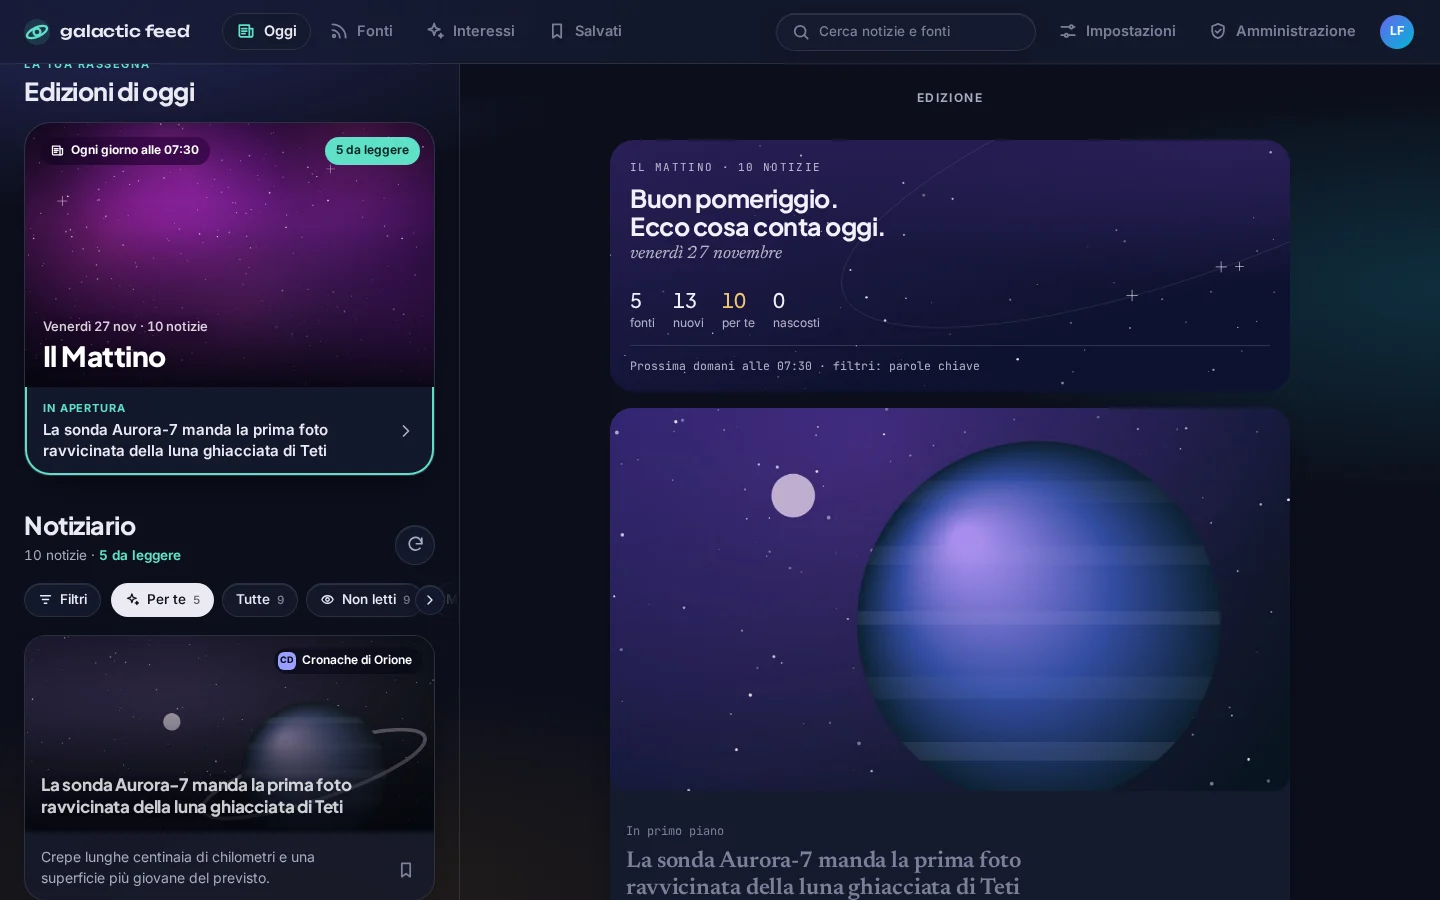 galactic feed
Oggi
Fonti
Interessi
Salvati
Cerca notizie e fonti
Impostazioni
Amministrazione
LF
LA TUA RASSEGNA
Edizioni di oggi
Ogni giorno alle 07:30
5 da leggere
Venerdì 27 nov · 10 notizie
Il Mattino
IN APERTURA
La sonda Aurora-7 manda la prima foto
ravvicinata della luna ghiacciata di Teti
Notiziario
10 notizie · 5 da leggere
Filtri
Per te 5
Tutte 9
Non letti 9
M
CD Cronache di Orione
La sonda Aurora-7 manda la prima foto
ravvicinata della luna ghiacciata di Teti
Crepe lunghe centinaia di chilometri e una
superficie più giovane del previsto.
EDIZIONE
IL MATTINO · 10 NOTIZIE
Buon pomeriggio.
Ecco cosa conta oggi.
venerdì 27 novembre
5 13 10 0
fonti nuovi per te nascosti
Prossima domani alle 07:30 · filtri: parole chiave
In primo piano
La sonda Aurora-7 manda la prima foto
ravvicinata della luna ghiacciata di Teti